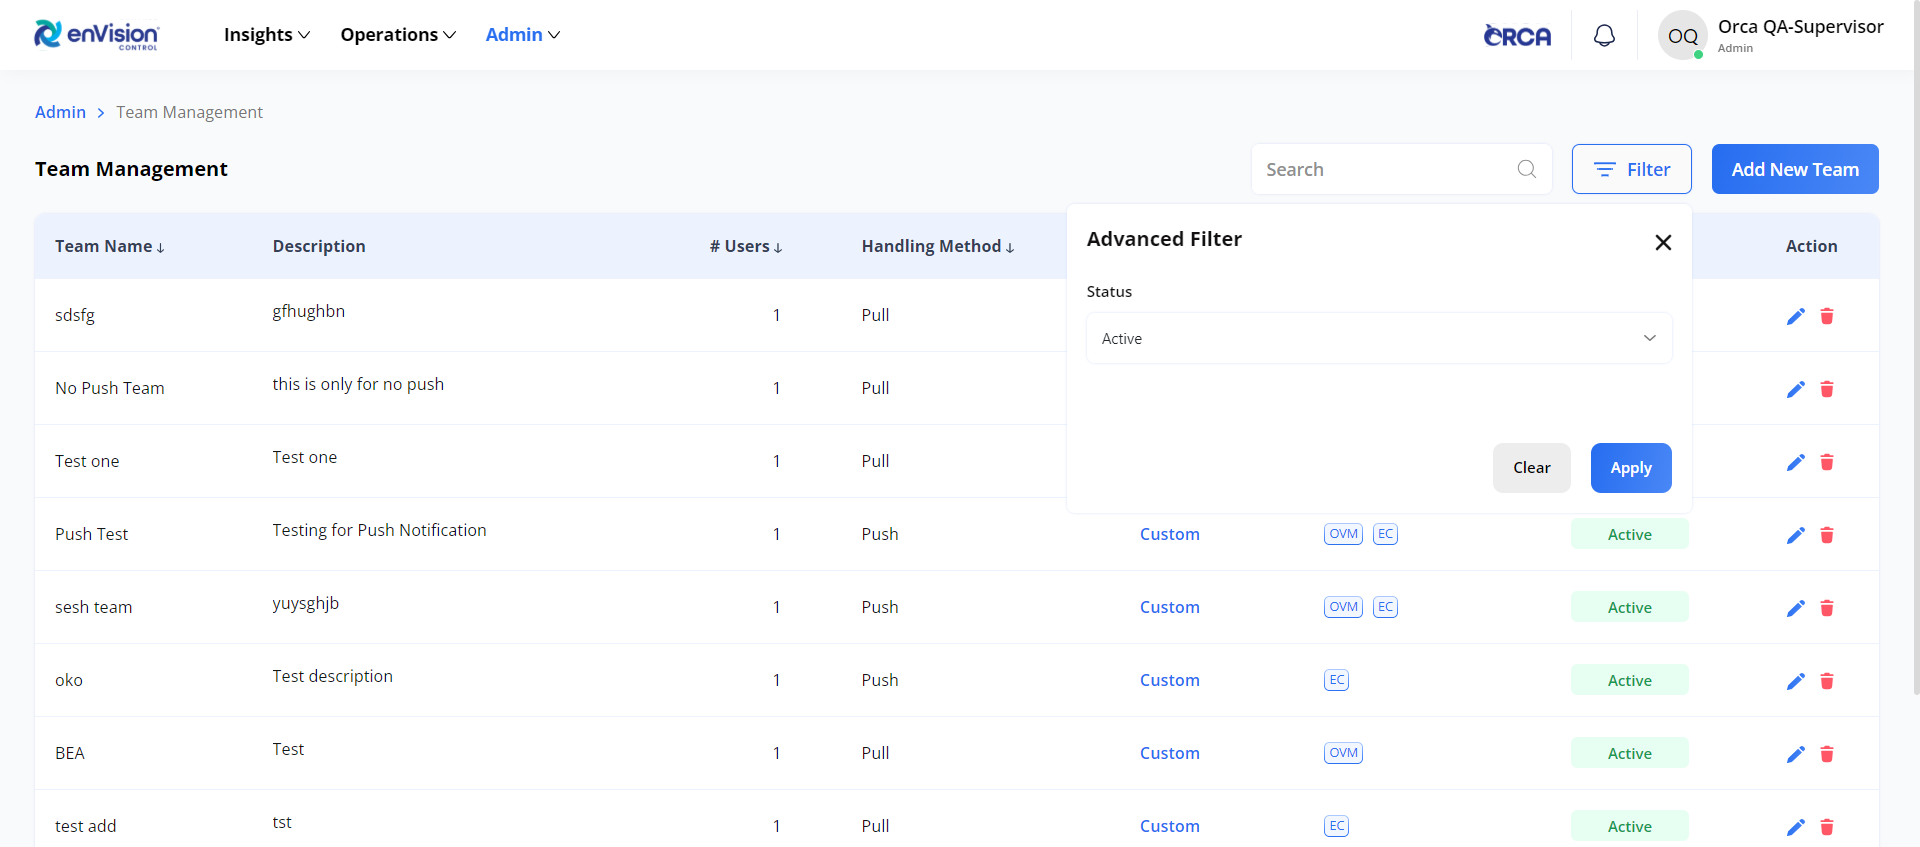 enVision CONTROL Insights Operations Admin ORCA OQ Orca QA-Supervisor
Admin
Admin > Team Management
Team Management Search Filter Add New Team
Team Name ↓ Description # Users ↓ Handling Method ↓ Action
Advanced Filter
Status
Active
Clear Apply
sdsfg gfhughbn 1 Pull
No Push Team this is only for no push 1 Pull
Test one Test one 1 Pull
Push Test Testing for Push Notification 1 Push Custom OVM EC Active
sesh team yuysghjb 1 Push Custom OVM EC Active
oko Test description 1 Push Custom EC Active
BEA Test 1 Pull Custom OVM Active
test add tst 1 Pull Custom EC Active